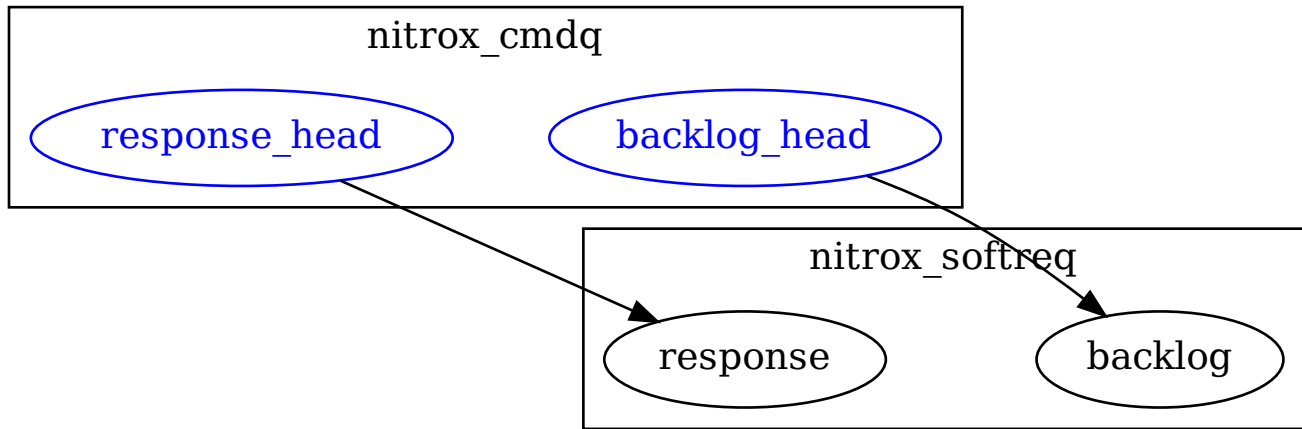 nitrox_cmdq
response_head
backlog_head
nitrox_softreq
response
backlog